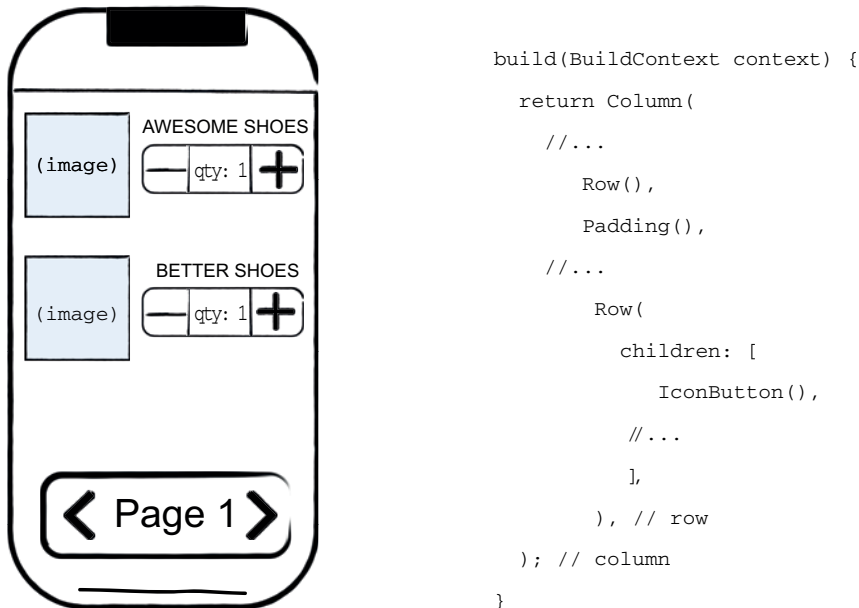 AWESOME SHOES
(image)
qty: 1
BETTER SHOES
(image)
qty: 1
Page 1
build(BuildContext context) {
return Column(
//...
Row(),
Padding(),
//...
Row(
children: [
IconButton(),
//...
],
), // row
); // column
}